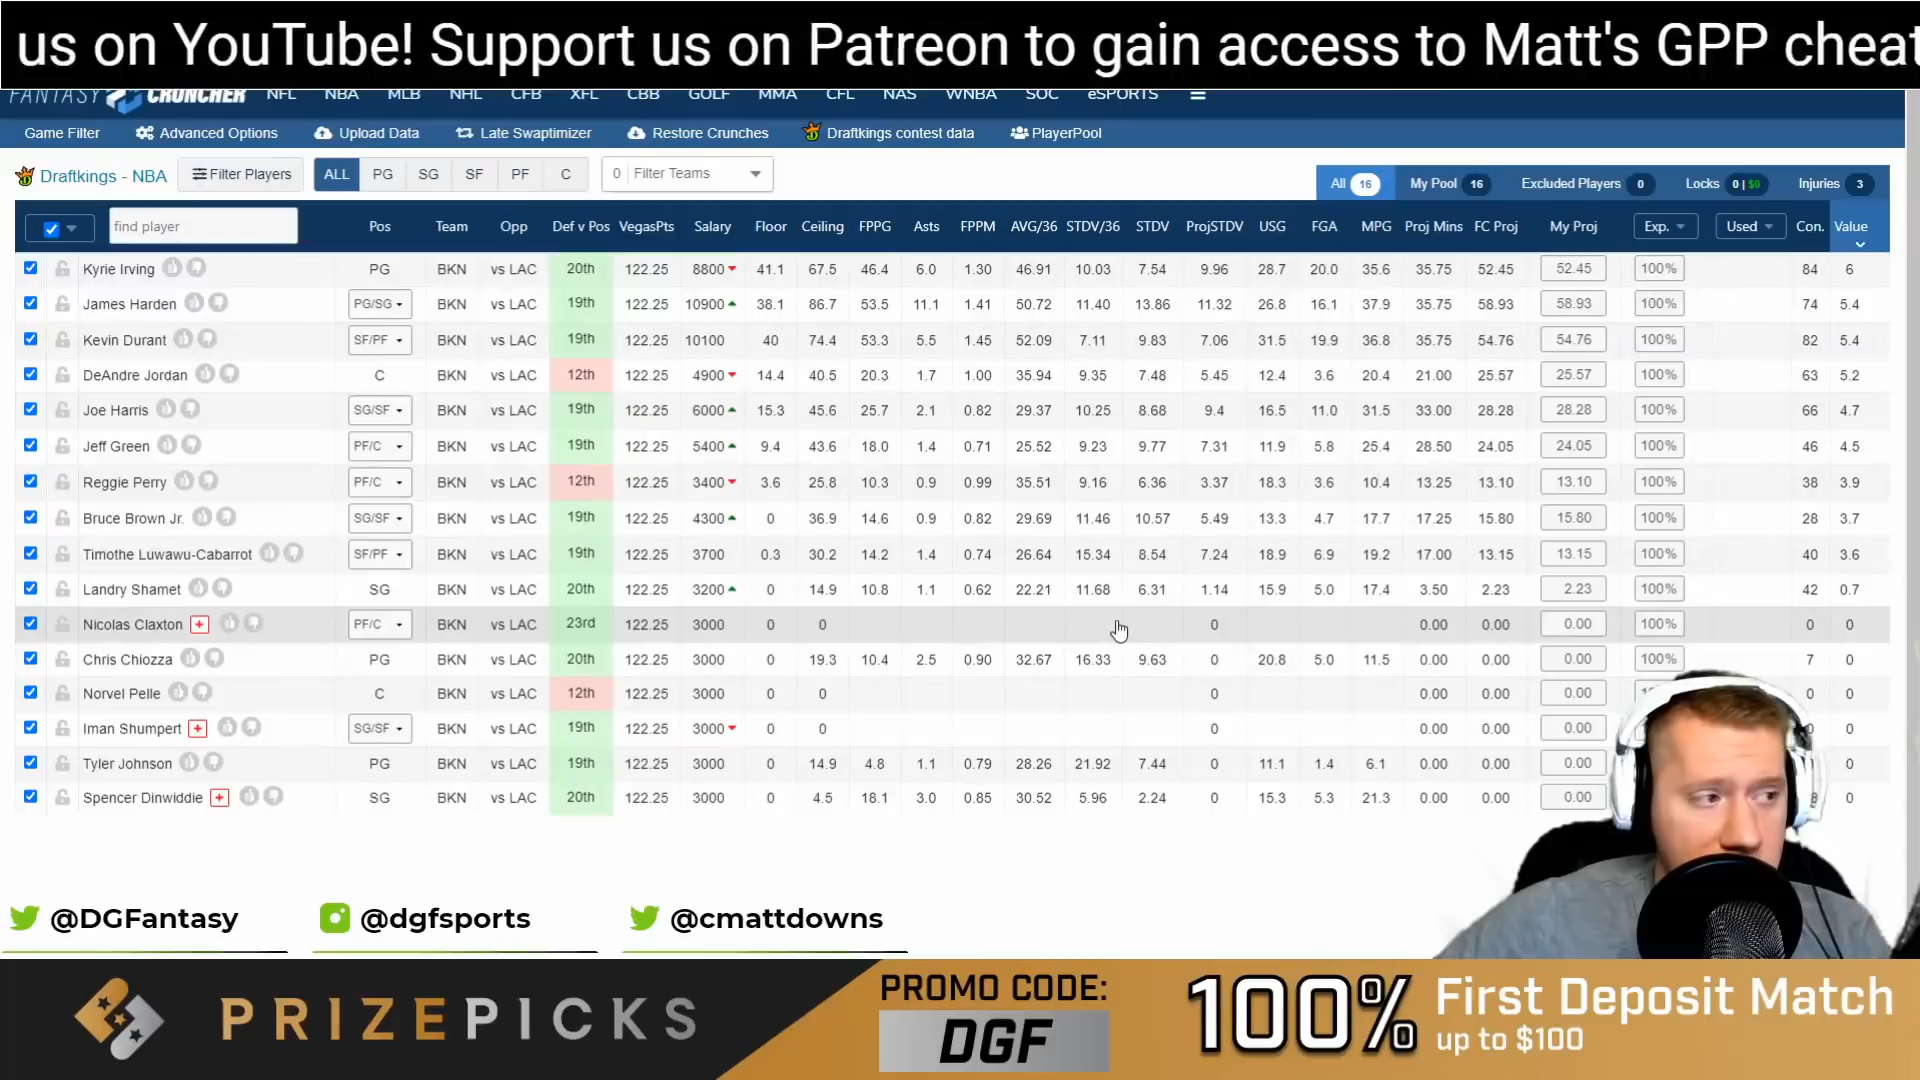 us on YouTube! Support us on Patreon to gain access to Matt's GPP cheat
FANTASY CRUNCHER NFL NBA MLB NHL CFB XFL CBB GOLF MMA CFL NAS WNBA SOC eSPORTS
Game Filter Advanced Options Upload Data Late Swaptimizer Restore Crunches Draftkings contest data PlayerPool
Draftkings - NBA Filter Players ALL PG SG SF PF C 0 Filter Teams
All 16 My Pool 16 Excluded Players 0 Locks 0 | $0 Injuries 3
find player Pos Team Opp Def v Pos VegasPts Salary Floor Ceiling FPPG Asts FPPM AVG/36 STDV/36 STDV ProjSTDV USG FGA MPG Proj Mins FC Proj My Proj Exp. Used Con. Value
Kyrie Irving PG BKN vs LAC 20th 122.25 8800 41.1 67.5 46.4 6.0 1.30 46.91 10.03 7.54 9.96 28.7 20.0 35.6 35.75 52.45 52.45 100% 84 6
James Harden PG/SG BKN vs LAC 19th 122.25 10900 38.1 86.7 53.5 11.1 1.41 50.72 11.40 13.86 11.32 26.8 16.1 37.9 35.75 58.93 58.93 100% 74 5.4
Kevin Durant SF/PF BKN vs LAC 19th 122.25 10100 40 74.4 53.3 5.5 1.45 52.09 7.11 9.83 7.06 31.5 19.9 36.8 35.75 54.76 54.76 100% 82 5.4
DeAndre Jordan C BKN vs LAC 12th 122.25 4900 14.4 40.5 20.3 1.7 1.00 35.94 9.35 7.48 5.45 12.4 3.6 20.4 21.00 25.57 25.57 100% 63 5.2
Joe Harris SG/SF BKN vs LAC 19th 122.25 6000 15.3 45.6 25.7 2.1 0.82 29.37 10.25 8.68 9.4 16.5 11.0 31.5 33.00 28.28 28.28 100% 66 4.7
Jeff Green PF/C BKN vs LAC 19th 122.25 5400 9.4 43.6 18.0 1.4 0.71 25.52 9.23 9.77 7.31 11.9 5.8 25.4 28.50 24.05 24.05 100% 46 4.5
Reggie Perry PF/C BKN vs LAC 12th 122.25 3400 3.6 25.8 10.3 0.9 0.99 35.51 9.16 6.36 3.37 18.3 3.6 10.4 13.25 13.10 13.10 100% 38 3.9
Bruce Brown Jr. SG/SF BKN vs LAC 19th 122.25 4300 0 36.9 14.6 0.9 0.82 29.69 11.46 10.57 5.49 13.3 4.7 17.7 17.25 15.80 15.80 100% 28 3.7
Timothe Luwawu-Cabarrot SF/PF BKN vs LAC 19th 122.25 3700 0.3 30.2 14.2 1.4 0.74 26.64 15.34 8.54 7.24 18.9 6.9 19.2 17.00 13.15 13.15 100% 40 3.6
Landry Shamet SG BKN vs LAC 20th 122.25 3200 0 14.9 10.8 1.1 0.62 22.21 11.68 6.31 1.14 15.9 5.0 17.4 3.50 2.23 2.23 100% 42 0.7
Nicolas Claxton PF/C BKN vs LAC 23rd 122.25 3000 0 0 0 0.00 0.00 0.00 100% 0 0
Chris Chiozza PG BKN vs LAC 20th 122.25 3000 0 19.3 10.4 2.5 0.90 32.67 16.33 9.63 0 20.8 5.0 11.5 0.00 0.00 0.00 100% 7 0
Norvel Pelle C BKN vs LAC 12th 122.25 3000 0 0 0 0.00 0.00 0.00 0 0
Iman Shumpert SG/SF BKN vs LAC 19th 122.25 3000 0 0 0 0.00 0.00 0.00 0 0
Tyler Johnson PG BKN vs LAC 19th 122.25 3000 0 14.9 4.8 1.1 0.79 28.26 21.92 7.44 0 11.1 1.4 6.1 0.00 0.00 0.00 0
Spencer Dinwiddie SG BKN vs LAC 20th 122.25 3000 0 4.5 18.1 3.0 0.85 30.52 5.96 2.24 0 15.3 5.3 21.3 0.00 0.00 0.00 0
@DGFantasy @dgfsports @cmattdowns
PRIZEPICKS
PROMO CODE:
DGF
100%
First Deposit Match
up to $100